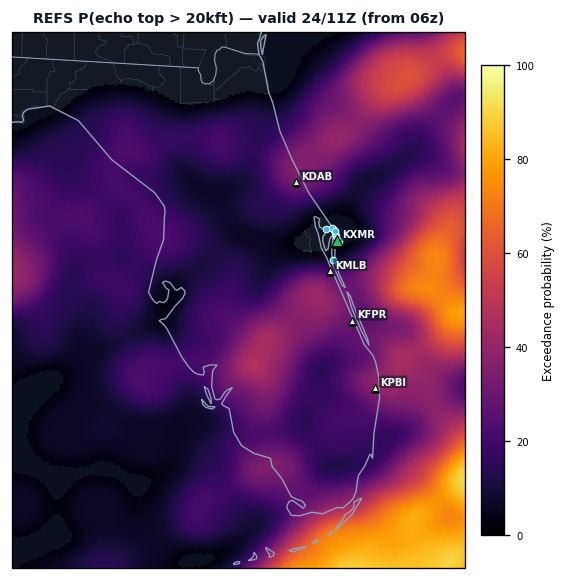 REFS P(echo top > 20kft) — valid 24/11Z (from 06z)
KDAB
KXMR
KMLB
KFPR
KPBI
100
80
60
40
20
0
Exceedance probability (%)